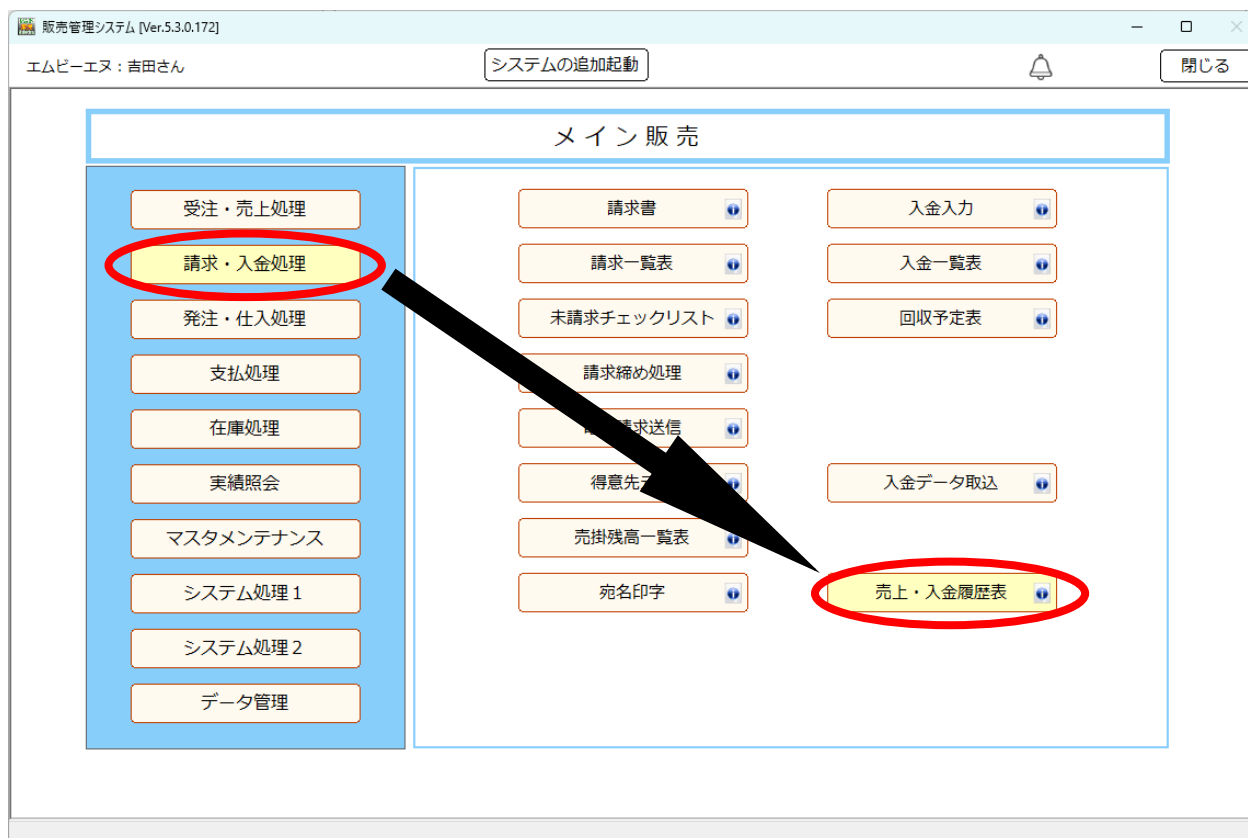 販売管理システム [Ver.5.3.0.172]
エムビーエヌ：吉田さん
システムの追加起動
閉じる
メイン販売
受注・売上処理
請求・入金処理
発注・仕入処理
支払処理
在庫処理
実績照会
マスタメンテナンス
システム処理１
システム処理２
データ管理
請求書
請求一覧表
未請求チェックリスト
請求締め処理
請求送信
得意先
売掛残高一覧表
宛名印字
入金入力
入金一覧表
回収予定表
入金データ取込
売上・入金履歴表